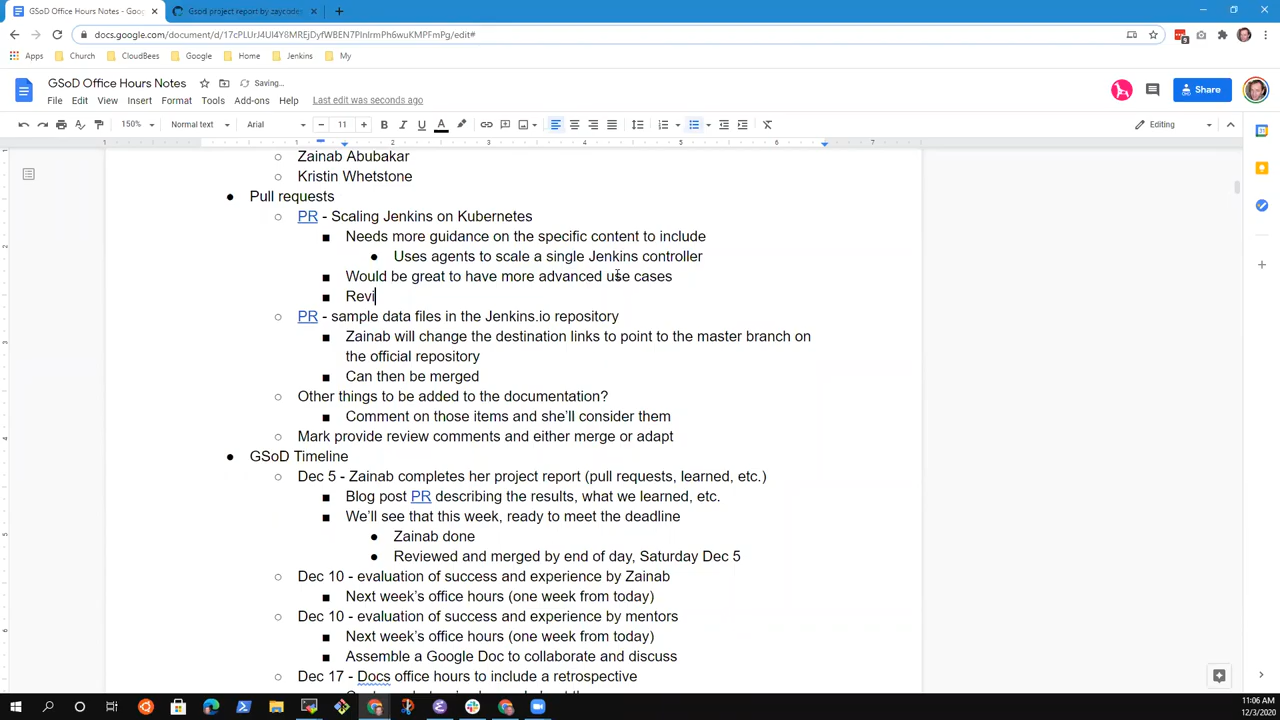 GSoD Office Hours Notes - Goog
Gsod project report by zaycodes
docs.google.com/document/d/17cPLUrJ4Ul4Y8MREjDyfWBEN7PlnlrmPh6wuKMPFmPg/edit#
Apps
Church
CloudBees
Google
Home
Jenkins
My
GSoD Office Hours Notes
Saving...
File Edit View Insert Format Tools Add-ons Help Last edit was seconds ago
Share
150% Normal text Arial 11 Editing
1 1 2 3 4 5 6 7
Zainab Abubakar
Kristin Whetstone
Pull requests
PR - Scaling Jenkins on Kubernetes
Needs more guidance on the specific content to include
Uses agents to scale a single Jenkins controller
Would be great to have more advanced use cases
Revi
PR - sample data files in the Jenkins.io repository
Zainab will change the destination links to point to the master branch on
the official repository
Can then be merged
Other things to be added to the documentation?
Comment on those items and she'll consider them
Mark provide review comments and either merge or adapt
GSoD Timeline
Dec 5 - Zainab completes her project report (pull requests, learned, etc.)
Blog post PR describing the results, what we learned, etc.
We'll see that this week, ready to meet the deadline
Zainab done
Reviewed and merged by end of day, Saturday Dec 5
Dec 10 - evaluation of success and experience by Zainab
Next week's office hours (one week from today)
Dec 10 - evaluation of success and experience by mentors
Next week's office hours (one week from today)
Assemble a Google Doc to collaborate and discuss
Dec 17 - Docs office hours to include a retrospective
11:06 AM
12/3/2020